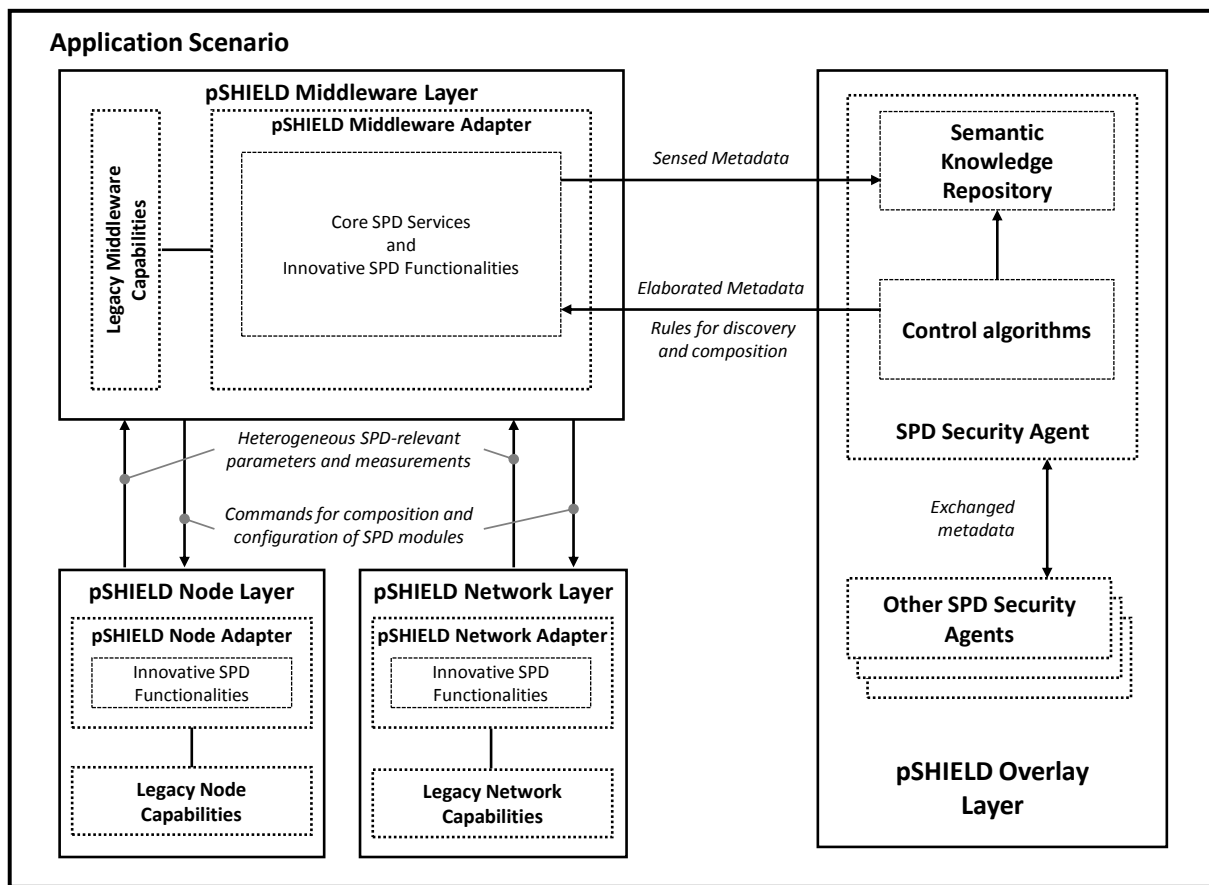 Application Scenario
pSHIELD Middleware Layer
pSHIELD Middleware Adapter
Legacy Middleware
Capabilities
Core SPD Services
and
Innovative SPD Functionalities
Sensed Metadata
Elaborated Metadata
Rules for discovery
and composition
Semantic
Knowledge
Repository
Control algorithms
SPD Security Agent
Heterogeneous SPD-relevant
parameters and measurements
Commands for composition and
configuration of SPD modules
Exchanged
metadata
Other SPD Security
Agents
pSHIELD Overlay
Layer
pSHIELD Node Layer
pSHIELD Node Adapter
Innovative SPD
Functionalities
Legacy Node
Capabilities
pSHIELD Network Layer
pSHIELD Network Adapter
Innovative SPD
Functionalities
Legacy Network
Capabilities